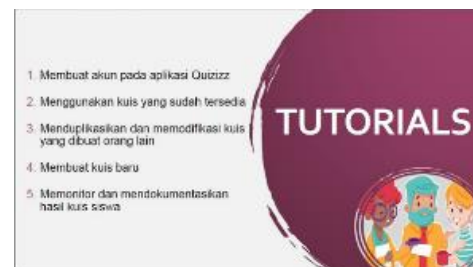 1. Membuat akun pada aplikasi Quizizz
2. Menggunakan kuis yang sudah tersedia
3. Menduplikasikan dan memodifikasi kuis
yang dibuat orang lain
4. Membuat kuis baru
5. Memonitor dan mendokumentasikan
hasil kuis siswa
TUTORIALS